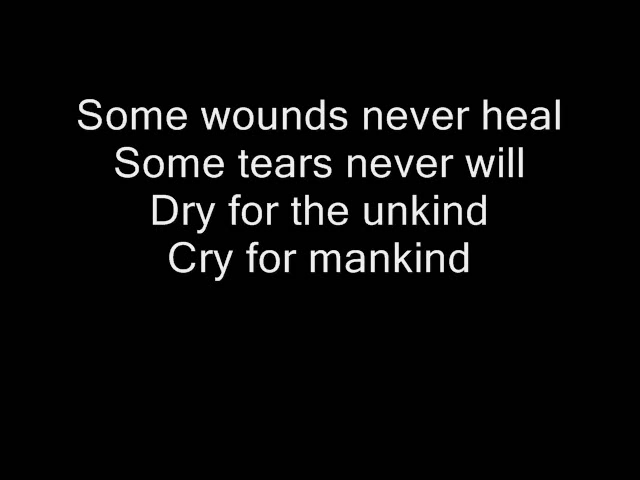 Some wounds never heal
Some tears never will
Dry for the unkind
Cry for mankind